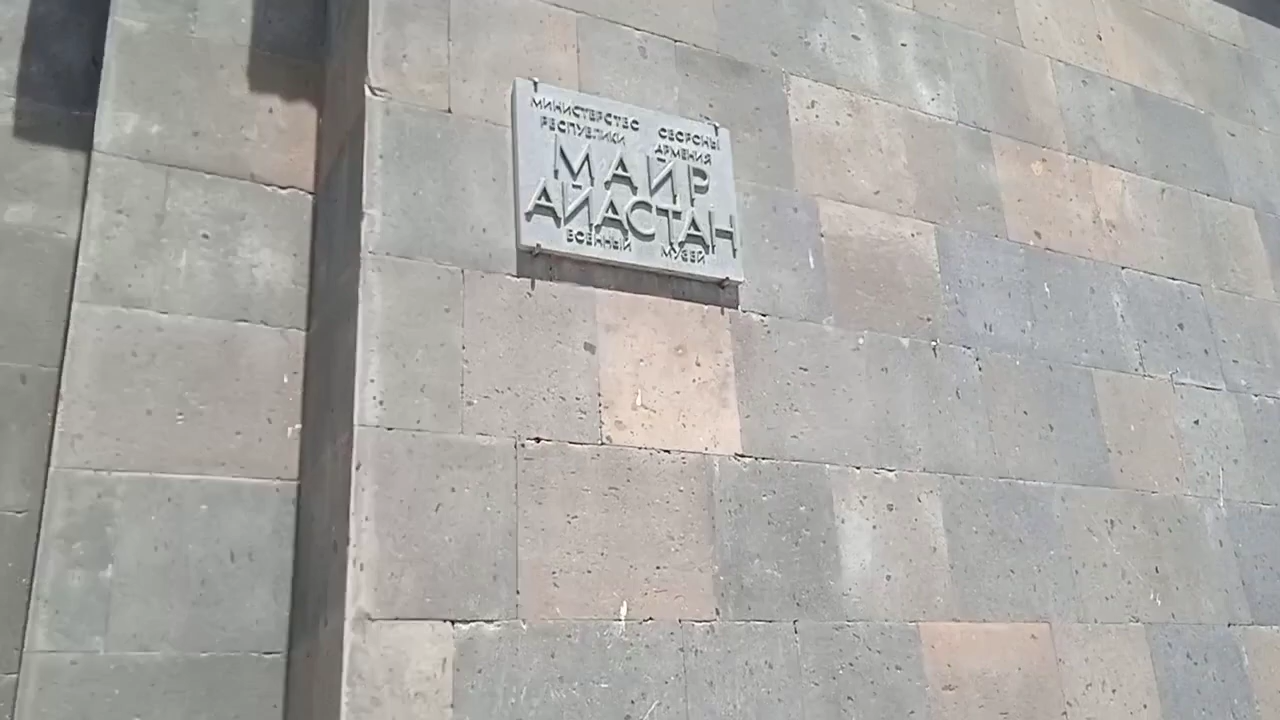 МИНИСТЕРСТВО ОБОРОНЫ
РЕСПУБЛИКИ АРМЕНИЯ
МАЙР
АЙАСТАН
ВОЕННЫЙ МУЗЕЙ